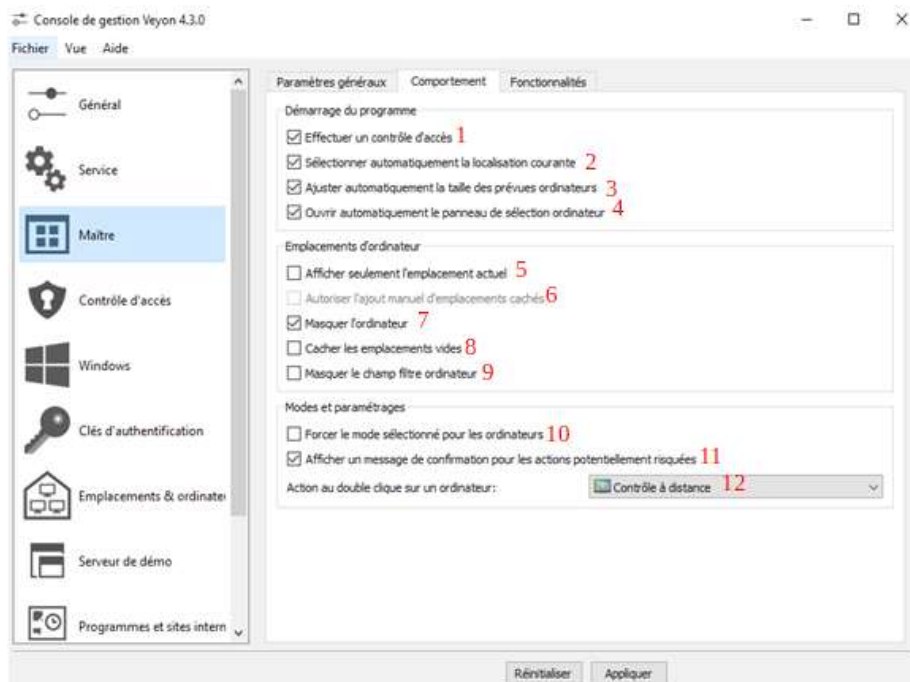 Console de gestion Veyon 4.3.0
Fichier Vue Aide
Général
Service
Maître
Contrôle d'accès
Windows
Clés d'authentification
Emplacements & ordinate
Serveur de démo
Programmes et sites intern
Paramètres généraux Comportement Fonctionnalités
Démarrage du programme
Effectuer un contrôle d'accès 1
Sélectionner automatiquement la localisation courante 2
Ajuster automatiquement la taille des prévues ordinateurs 3
Ouvrir automatiquement le panneau de sélection ordinateur 4
Emplacements d'ordinateur
Afficher seulement l'emplacement actuel 5
Autoriser l'ajout manuel d'emplacements cachés 6
Masquer l'ordinateur 7
Cacher les emplacements vides 8
Masquer le champ filtre ordinateur 9
Modes et paramétrages
Forcer le mode sélectionné pour les ordinateurs 10
Afficher un message de confirmation pour les actions potentiellement risquées 11
Action au double clique sur un ordinateur: Contrôle à distance 12
Réinitialiser Appliquer